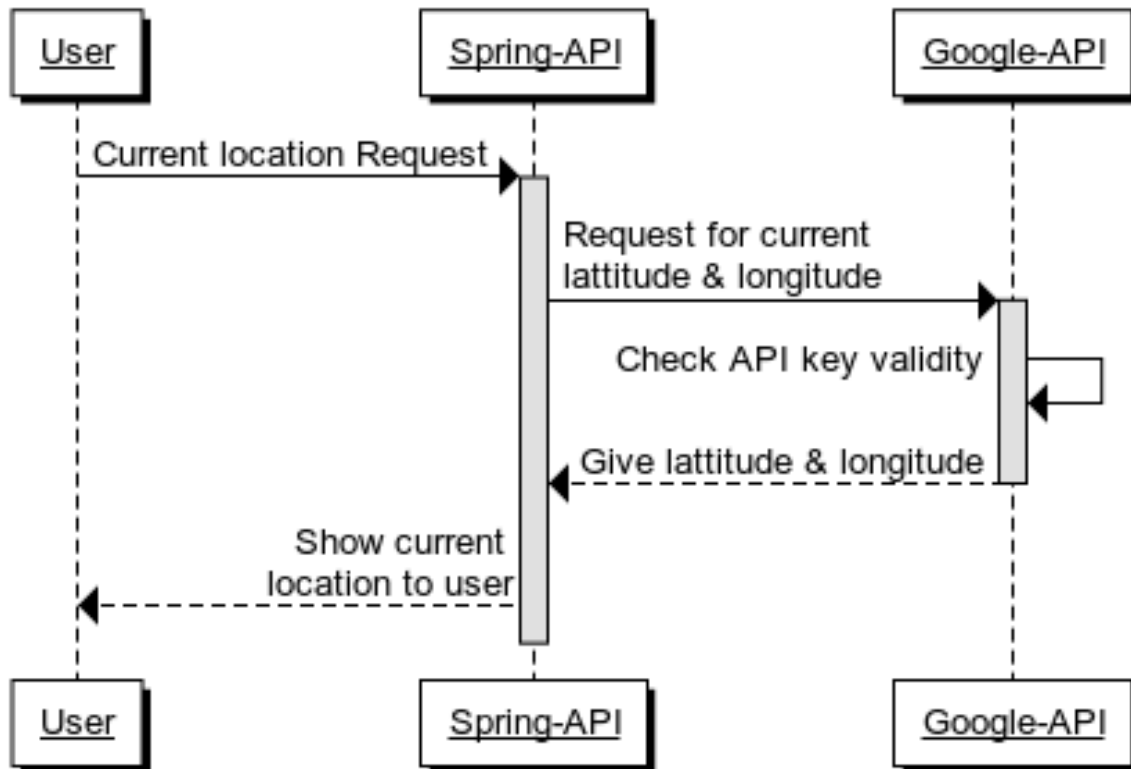 User
Spring-API
Google-API
Current location Request
Request for current
lattitude & longitude
Check API key validity
Give lattitude & longitude
Show current
location to user
User
Spring-API
Google-API